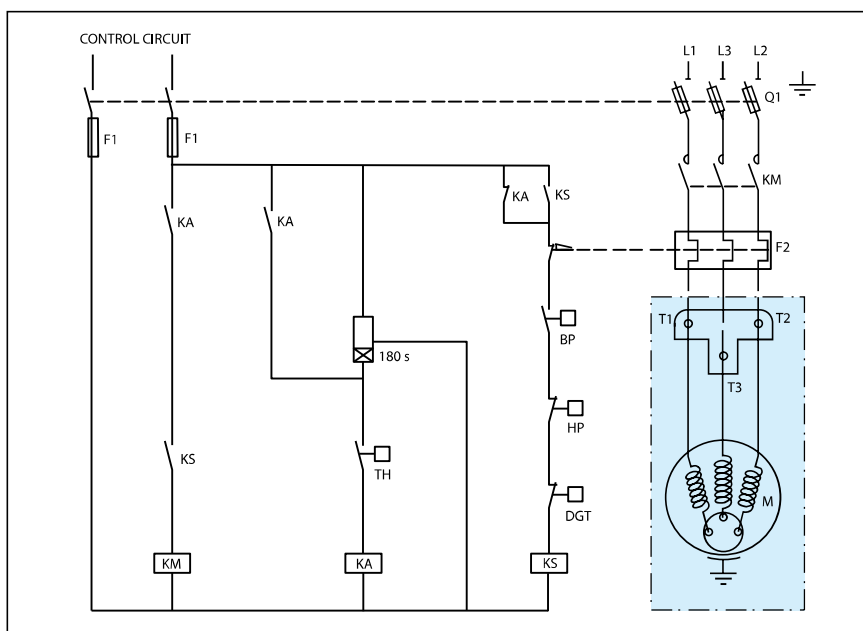 CONTROL CIRCUIT
L1 L3 L2
Q1
F1 F1
KA KA KA KS KM
F2
180 s BP
T1 T2
T3
HP
KS TH M
DGT
KM KA KS